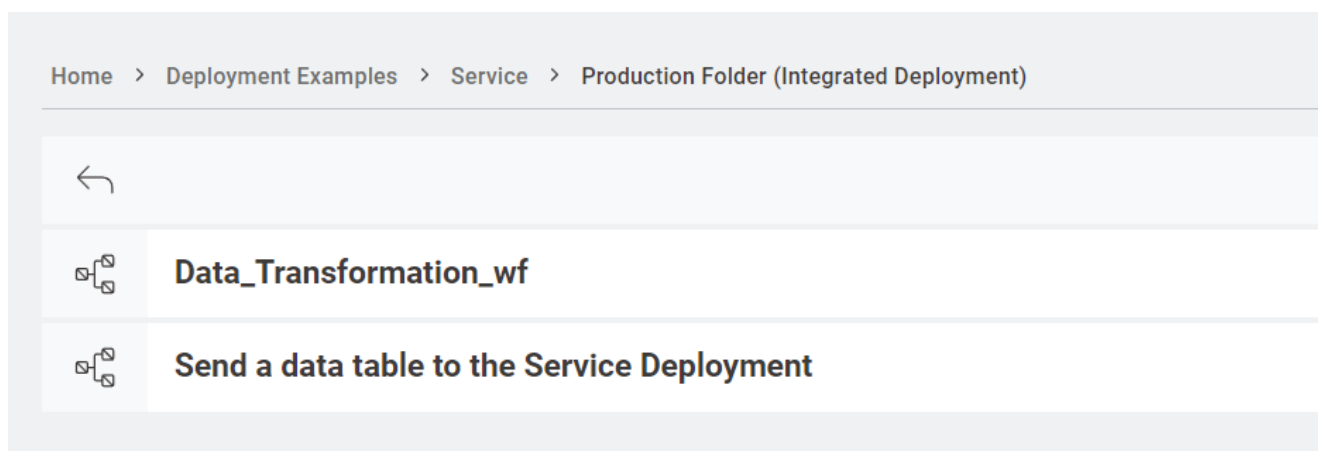 Home > Deployment Examples > Service > Production Folder (Integrated Deployment)
Data_Transformation_wf
Send a data table to the Service Deployment